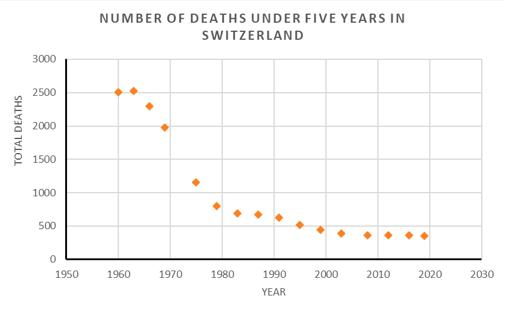 NUMBER OF DEATHS UNDER FIVE YEARS IN
SWITZERLAND
TOTAL DEATHS
3000
2500
2000
1500
1000
500
0
1950 1960 1970 1980 1990 2000 2010 2020 2030
YEAR